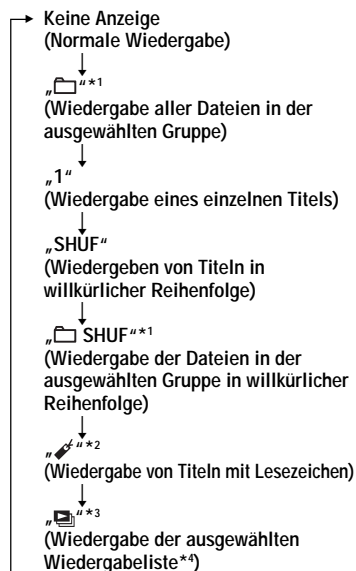 Keine Anzeige
(Normale Wiedergabe)
„ “*1
(Wiedergabe aller Dateien in der
ausgewählten Gruppe)
„1“
(Wiedergabe eines einzelnen Titels)
„SHUF“
(Wiedergeben von Titeln in
willkürlicher Reihenfolge)
„ SHUF“*1
(Wiedergabe der Dateien in der
ausgewählten Gruppe in willkürlicher
Reihenfolge)
„ “*2
(Wiedergabe von Titeln mit Lesezeichen)
„ “*3
(Wiedergabe der ausgewählten
Wiedergabeliste*4)